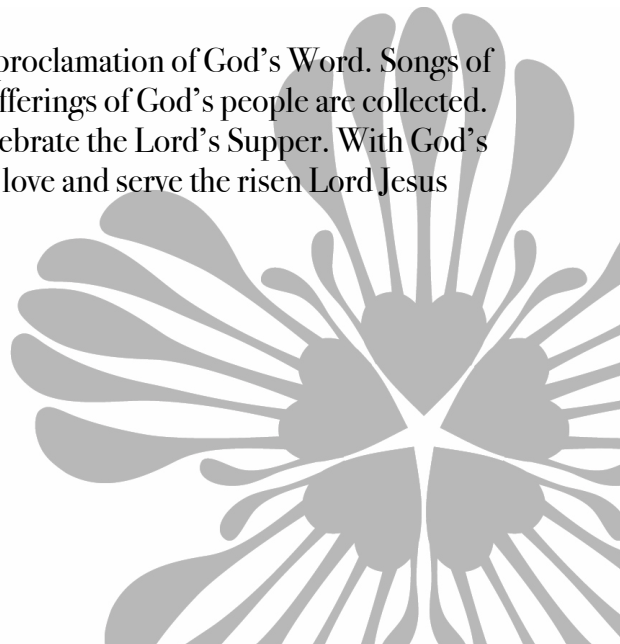 proclamation of God’s Word. Songs of
fferings of God’s people are collected.
ebrate the Lord’s Supper. With God’s
love and serve the risen Lord Jesus